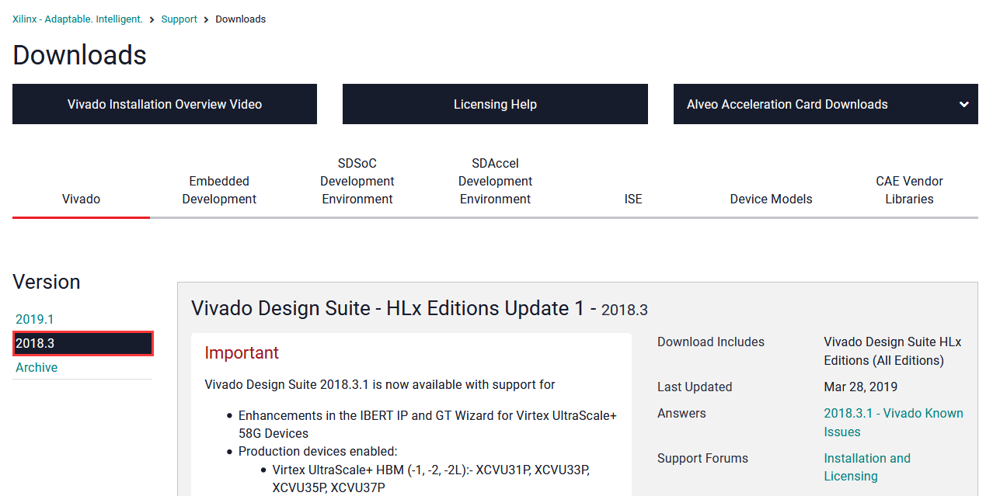 Xilinx - Adaptable. Intelligent. > Support > Downloads
Downloads
Vivado Installation Overview Video
Licensing Help
Alveo Acceleration Card Downloads
Vivado
Embedded
Development
SDSoC
Development
Environment
SDAccel
Development
Environment
ISE
Device Models
CAE Vendor
Libraries
Version
2019.1
2018.3
Archive
Vivado Design Suite - HLx Editions Update 1 - 2018.3
Important
Vivado Design Suite 2018.3.1 is now available with support for
• Enhancements in the IBERT IP and GT Wizard for Virtex UltraScale+
58G Devices
• Production devices enabled:
• Virtex UltraScale+ HBM (-1, -2, -2L):- XCVU31P, XCVU33P,
XCVU35P, XCVU37P
Download Includes
Vivado Design Suite HLx
Editions (All Editions)
Last Updated
Mar 28, 2019
Answers
2018.3.1 - Vivado Known
Issues
Support Forums
Installation and
Licensing